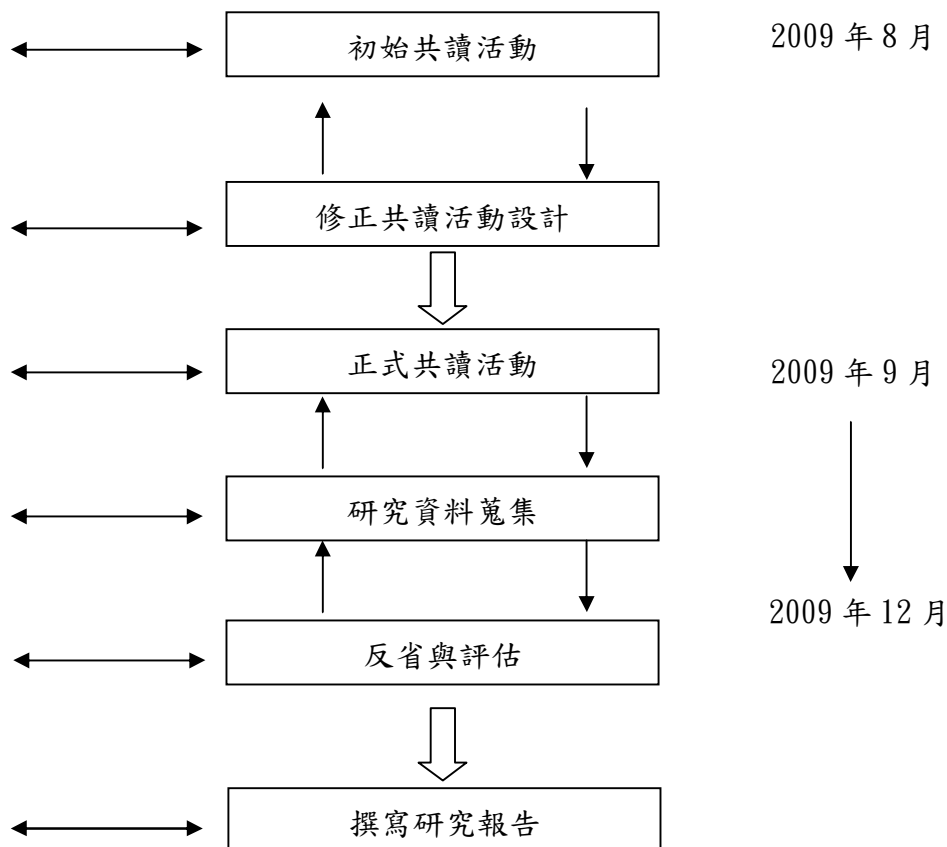 初始共讀活動
2009 年 8 月
修正共讀活動設計
正式共讀活動
2009 年 9 月
研究資料蒐集
2009 年 12 月
反省與評估
撰寫研究報告